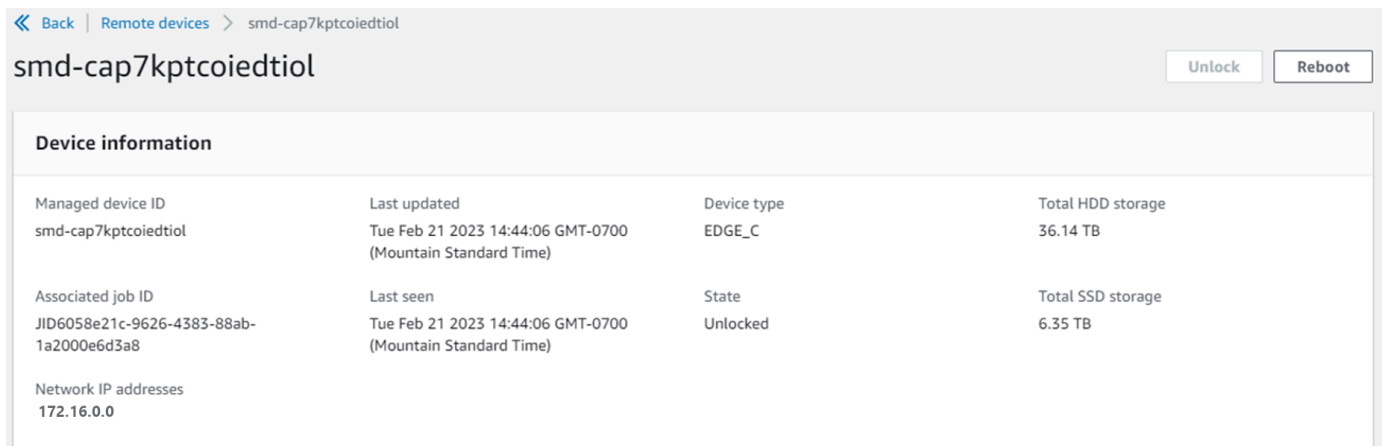 Back | Remote devices > smd-cap7kptcoiedtiol
smd-cap7kptcoiedtiol
Unlock Reboot
Device information
Managed device ID Last updated Device type Total HDD storage
smd-cap7kptcoiedtiol Tue Feb 21 2023 14:44:06 GMT-0700 EDGE_C 36.14 TB
(Mountain Standard Time)
Associated job ID Last seen State Total SSD storage
JID6058e21c-9626-4383-88ab- Tue Feb 21 2023 14:44:06 GMT-0700 Unlocked 6.35 TB
1a2000e6d3a8 (Mountain Standard Time)
Network IP addresses
172.16.0.0